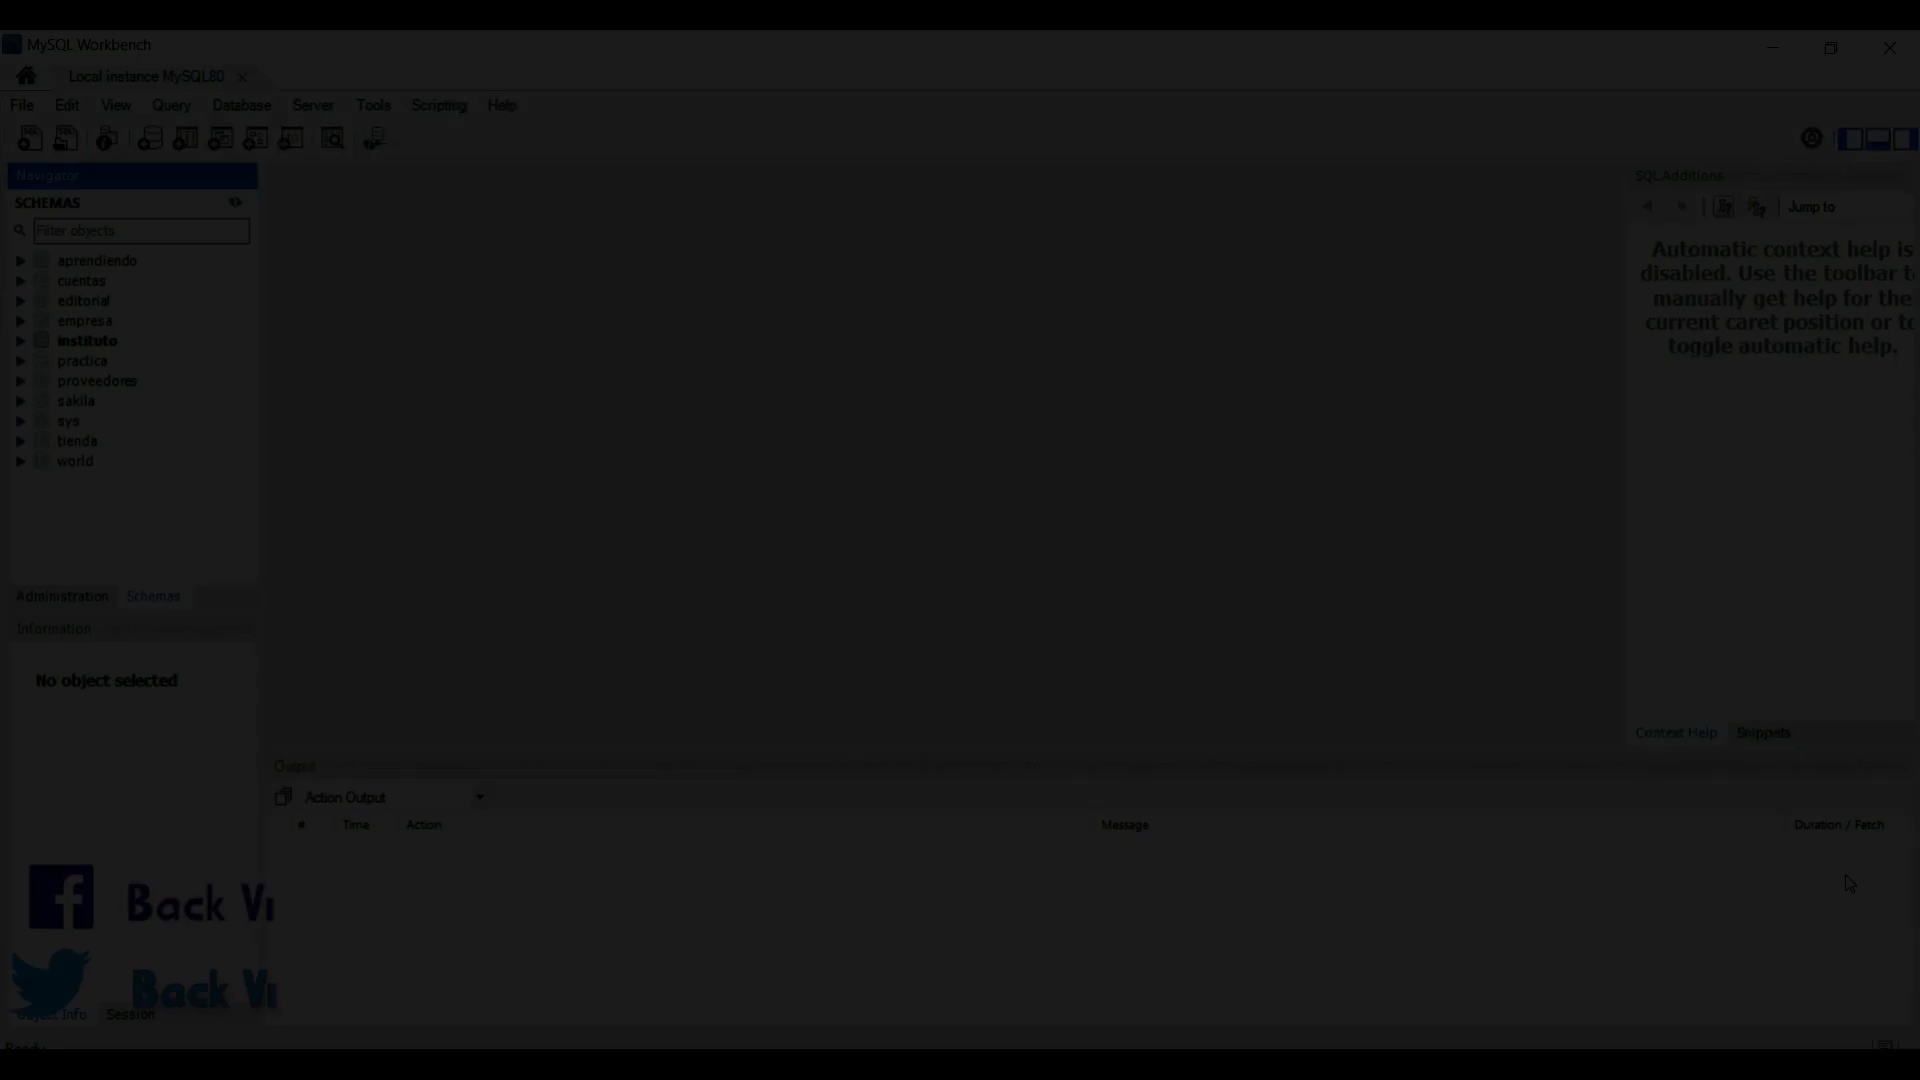 MySQL Workbench
Local instance MySQL80
File Edit View Query Database Server Tools Scripting Help
Navigator
SCHEMAS
Filter objects
aprendiendo
cuentas
editorial
empresa
instituto
practica
proveedores
sakila
sys
tienda
world
Administration Schemas
Information
No object selected
Back
Back
Object Info Session
Ready
SQLAdditions
Jump to
Automatic context help is
disabled. Use the toolbar
manually get help for the
current caret position or
toggle automatic help.
Context Help Snippets
Output
Action Output
# Time Action Message Duration / Fetch